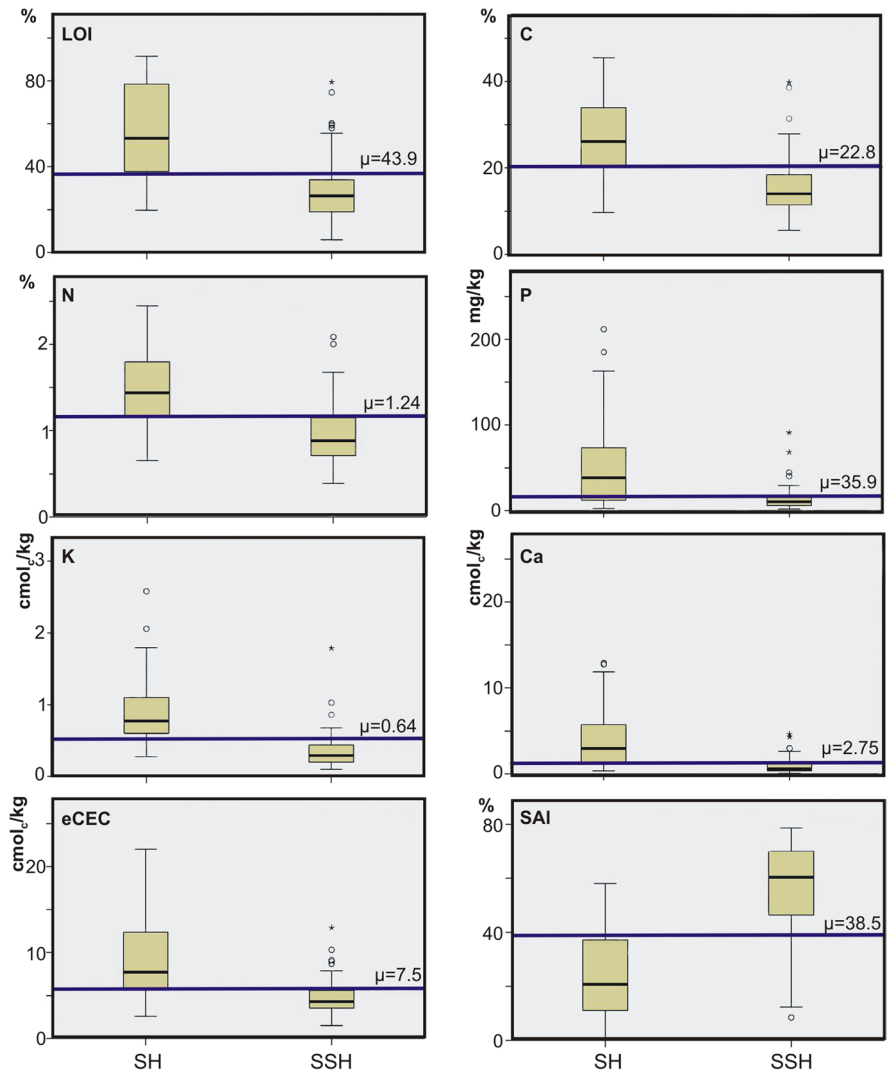 %
LOI
80
40
0
µ=43.9
%
C
40
20
0
µ=22.8
%
N
2
1
0
µ=1.24
mg/kg
P
200
100
0
µ=35.9
cmolc/kg
K
3
2
1
0
µ=0.64
cmolc/kg
Ca
20
10
0
µ=2.75
cmolc/kg
eCEC
20
10
0
µ=7.5
SH SSH
%
SAI
80
40
0
µ=38.5
SH SSH